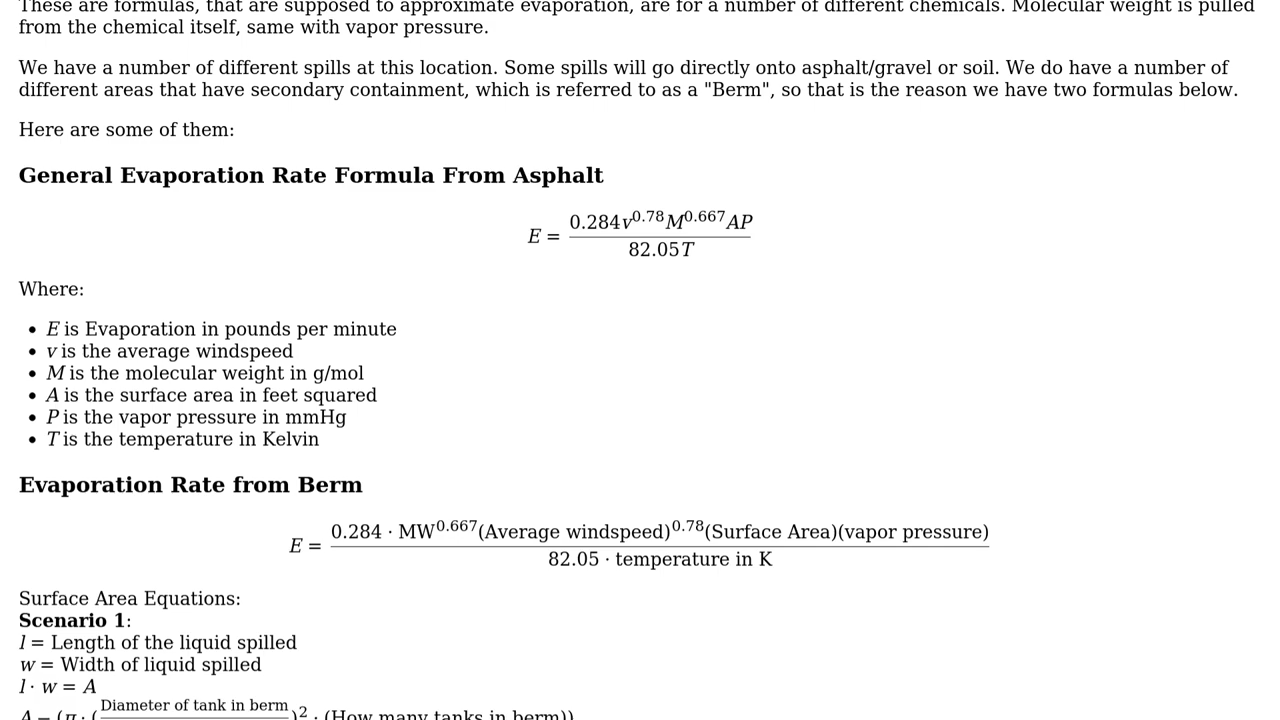 These are formulas, that are supposed to approximate evaporation, are for a number of different chemicals. Molecular weight is pulled
from the chemical itself, same with vapor pressure.
We have a number of different spills at this location. Some spills will go directly onto asphalt/gravel or soil. We do have a number of
different areas that have secondary containment, which is referred to as a "Berm", so that is the reason we have two formulas below.
Here are some of them:
General Evaporation Rate Formula From Asphalt
E = \frac{0.284v^{0.78}M^{0.667}AP}{82.05T}
Where:
• E is Evaporation in pounds per minute
• v is the average windspeed
• M is the molecular weight in g/mol
• A is the surface area in feet squared
• P is the vapor pressure in mmHg
• T is the temperature in Kelvin
Evaporation Rate from Berm
E = \frac{0.284 · MW^{0.667}(Average windspeed)^{0.78}(Surface Area)(vapor pressure)}{82.05 · temperature in K}
Surface Area Equations:
Scenario 1:
l = Length of the liquid spilled
w = Width of liquid spilled
l · w = A
A − (π · (Diameter of tank in berm)^2 · (How many tanks in berm))